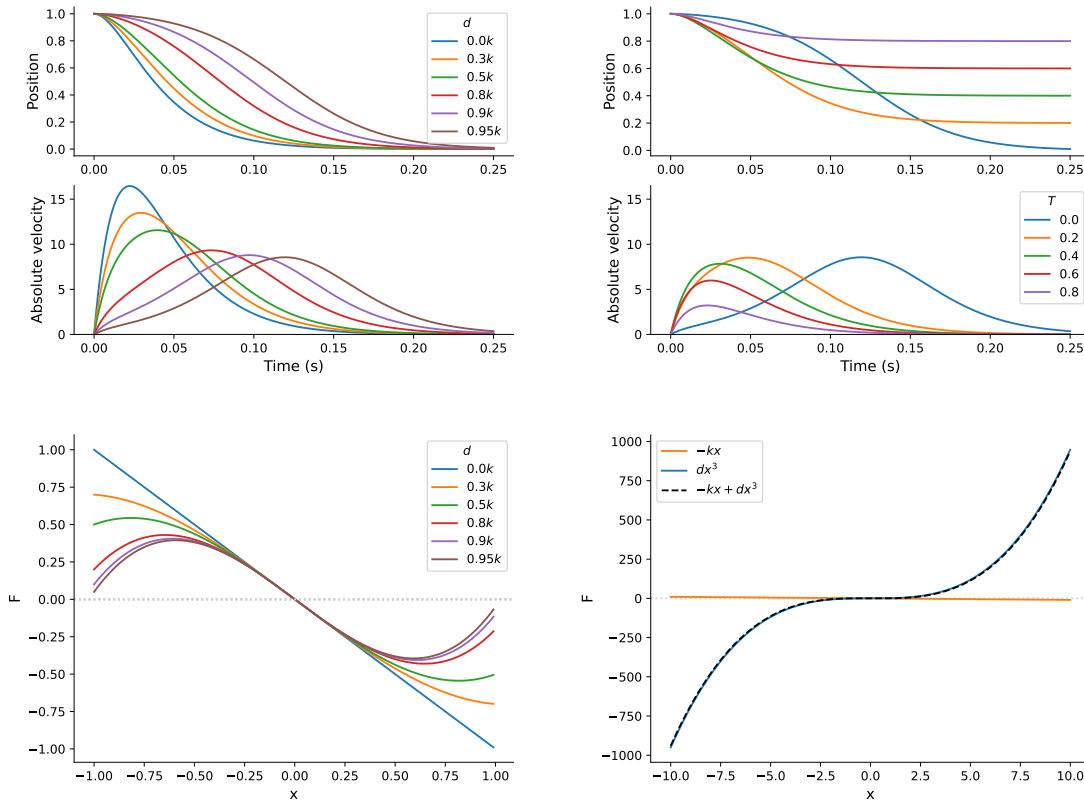 1.0
0.8
0.6
0.4
0.2
0.0
Position
0.00 0.05 0.10 0.15 0.20 0.25
d
0.0k
0.3k
0.5k
0.8k
0.9k
0.95k
15
10
5
0
Absolute velocity
0.00 0.05 0.10 0.15 0.20 0.25
Time (s)
1.0
0.8
0.6
0.4
0.2
0.0
Position
0.00 0.05 0.10 0.15 0.20 0.25
15
10
5
0
Absolute velocity
T
0.0
0.2
0.4
0.6
0.8
0.00 0.05 0.10 0.15 0.20 0.25
Time (s)
1.00
0.75
0.50
0.25
0.00
−0.25
−0.50
−0.75
−1.00
F
d
0.0k
0.3k
0.5k
0.8k
0.9k
0.95k
−1.00 −0.75 −0.50 −0.25 0.00 0.25 0.50 0.75 1.00
x
1000
750
500
250
0
−250
−500
−750
−1000
F
−kx
dx³
−kx + dx³
−10.0 −7.5 −5.0 −2.5 0.0 2.5 5.0 7.5 10.0
x